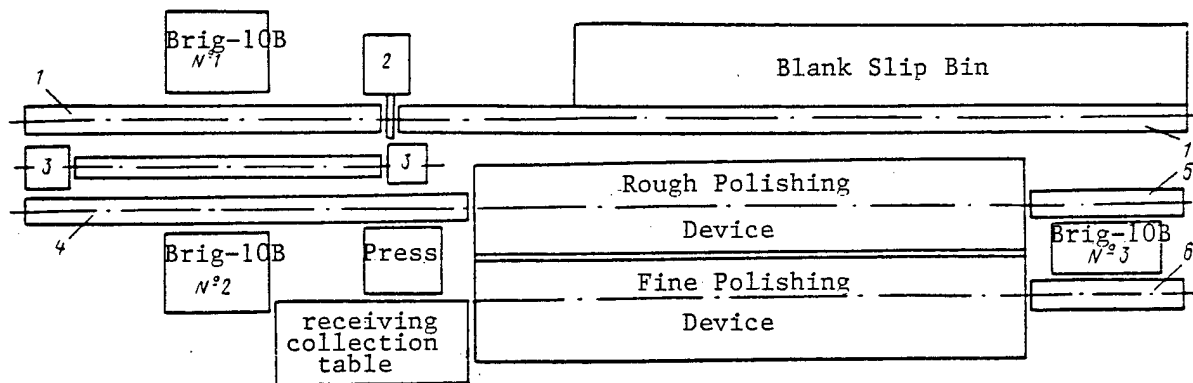 Brig-10B
Nº1
2
Blank Slip Bin
1
1
3
3
5
Rough Polishing
Device
4
Brig-10B
Nº2
Press
Brig-10B
Nº3
Fine Polishing
Device
6
receiving
collection
table